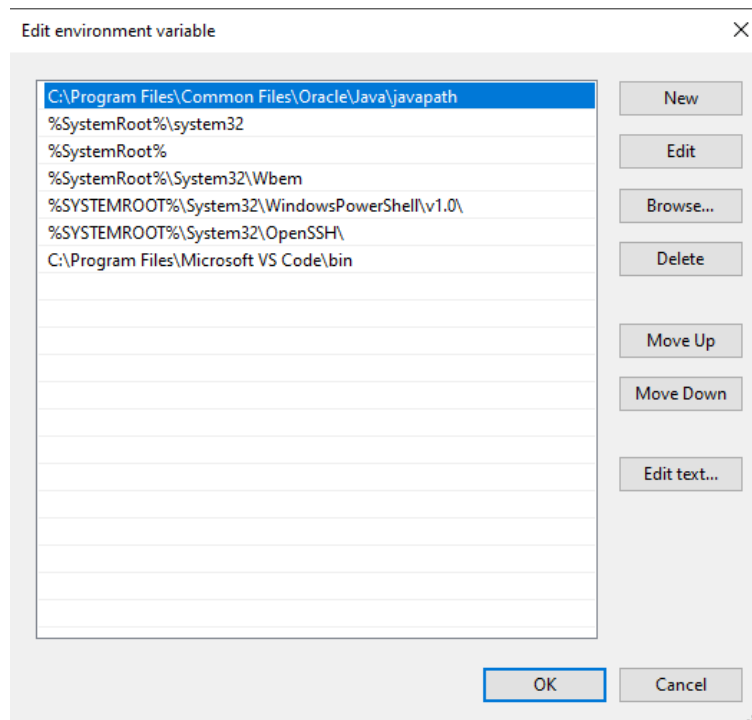 Edit environment variable
C:\Program Files\Common Files\Oracle\Java\javapath
%SystemRoot%\system32
%SystemRoot%
%SystemRoot%\System32\Wbem
%SYSTEMROOT%\System32\WindowsPowerShell\v1.0\
%SYSTEMROOT%\System32\OpenSSH\
C:\Program Files\Microsoft VS Code\bin
New
Edit
Browse...
Delete
Move Up
Move Down
Edit text...
OK
Cancel